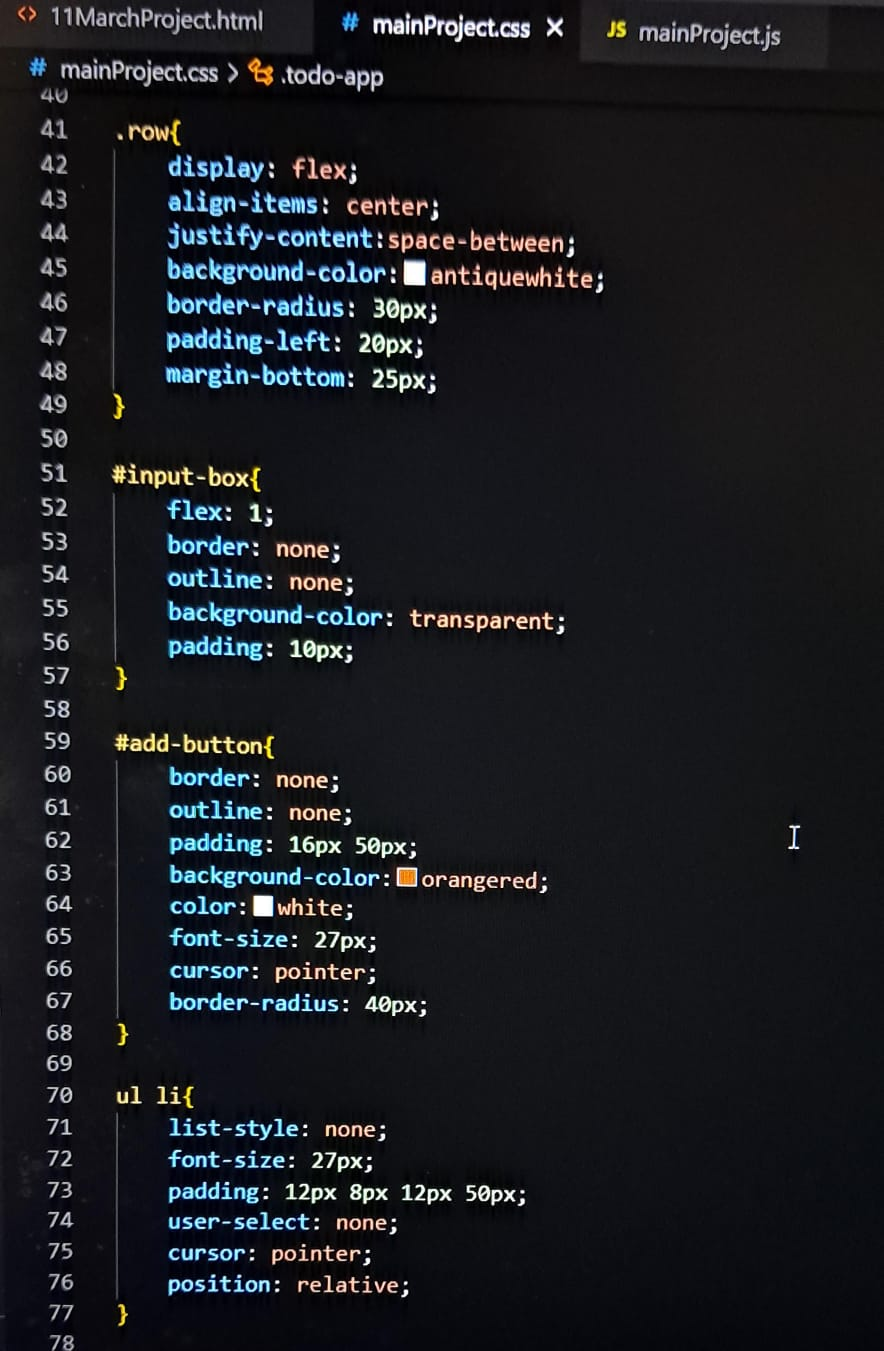 <> 11MarchProject.html # mainProject.css × JS mainProject.js
# mainProject.css > .todo-app
40
41 .row{
42 display: flex;
43 align-items: center;
44 justify-content:space-between;
45 background-color: antiquewhite;
46 border-radius: 30px;
47 padding-left: 20px;
48 margin-bottom: 25px;
49 }
50
51 #input-box{
52 flex: 1;
53 border: none;
54 outline: none;
55 background-color: transparent;
56 padding: 10px;
57 }
58
59 #add-button{
60 border: none;
61 outline: none;
62 padding: 16px 50px;
63 background-color: orangered;
64 color: white;
65 font-size: 27px;
66 cursor: pointer;
67 border-radius: 40px;
68 }
69
70 ul li{
71 list-style: none;
72 font-size: 27px;
73 padding: 12px 8px 12px 50px;
74 user-select: none;
75 cursor: pointer;
76 position: relative;
77 }
78